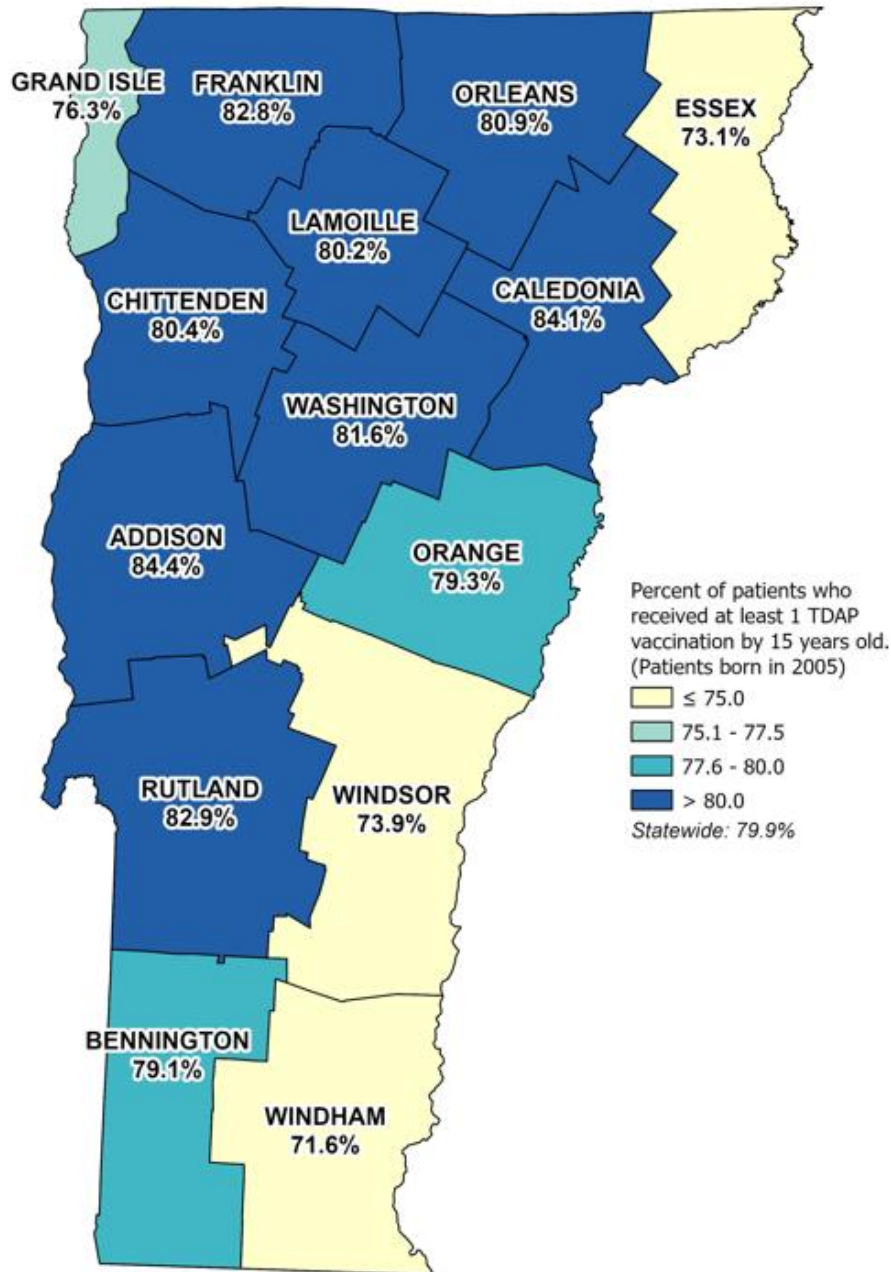 GRAND ISLE
76.3%
FRANKLIN
82.8%
ORLEANS
80.9%
ESSEX
73.1%
LAMOILLE
80.2%
CHITTENDEN
80.4%
CALEDONIA
84.1%
WASHINGTON
81.6%
ADDISON
84.4%
ORANGE
79.3%
RUTLAND
82.9%
WINDSOR
73.9%
BENNINGTON
79.1%
WINDHAM
71.6%
Percent of patients who
received at least 1 TDAP
vaccination by 15 years old.
(Patients born in 2005)
≤ 75.0
75.1 - 77.5
77.6 - 80.0
> 80.0
Statewide: 79.9%